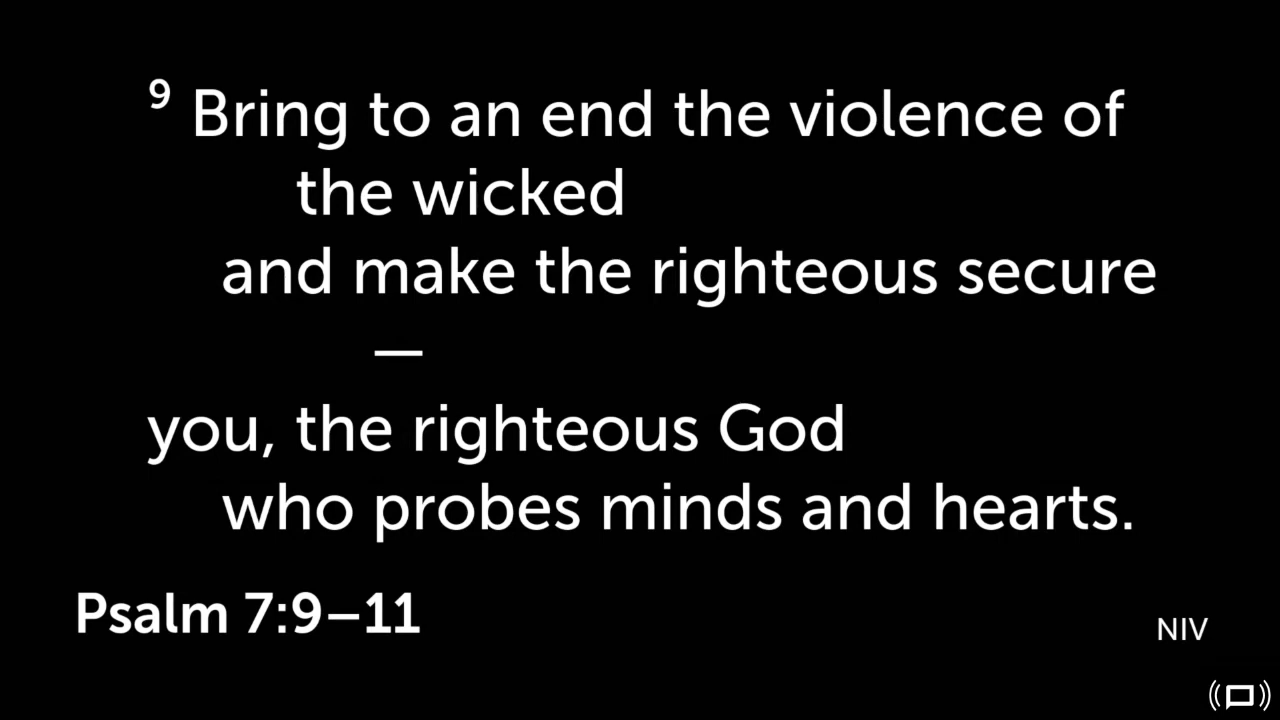 9 Bring to an end the violence of
the wicked
and make the righteous secure
—
you, the righteous God
who probes minds and hearts.
Psalm 7:9–11
NIV